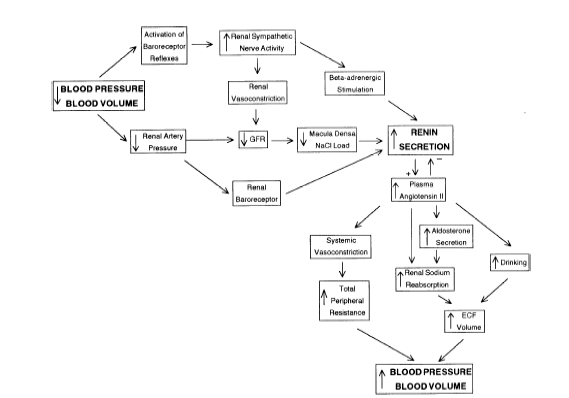 Activation of
Baroreceptor
Reflexes
↑ Renal Sympathetic
Nerve Activity
Renal
Vasoconstriction
Beta-adrenergic
Stimulation
↓ BLOOD PRESSURE
BLOOD VOLUME
↓ Renal Artery
Pressure
↓ GFR
↓ Macula Densa
NaCl Load
↑ RENIN
SECRETION
Renal
Baroreceptor
+
−
↑ Plasma
Angiotensin II
Systemic
Vasoconstriction
↑ Aldosterone
Secretion
↑ Drinking
↑ Renal Sodium
Reabsorption
↑ Total
Peripheral
Resistance
↑ ECF
Volume
↑ BLOOD PRESSURE
BLOOD VOLUME